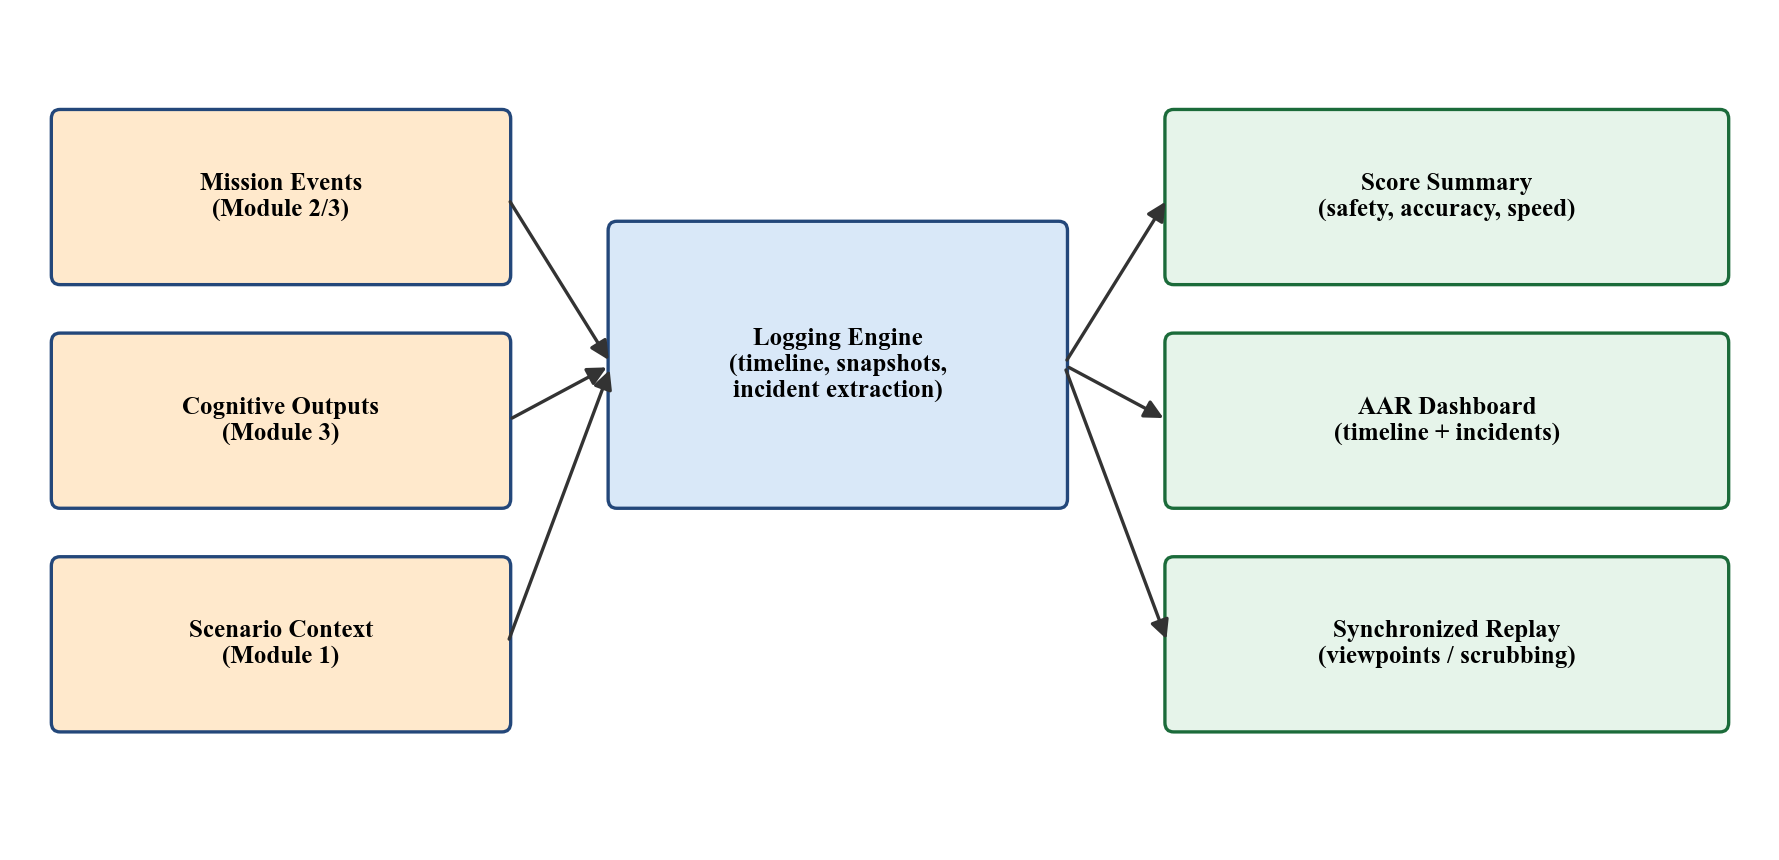 Mission Events
(Module 2/3)
Cognitive Outputs
(Module 3)
Scenario Context
(Module 1)
Logging Engine
(timeline, snapshots,
incident extraction)
Score Summary
(safety, accuracy, speed)
AAR Dashboard
(timeline + incidents)
Synchronized Replay
(viewpoints / scrubbing)